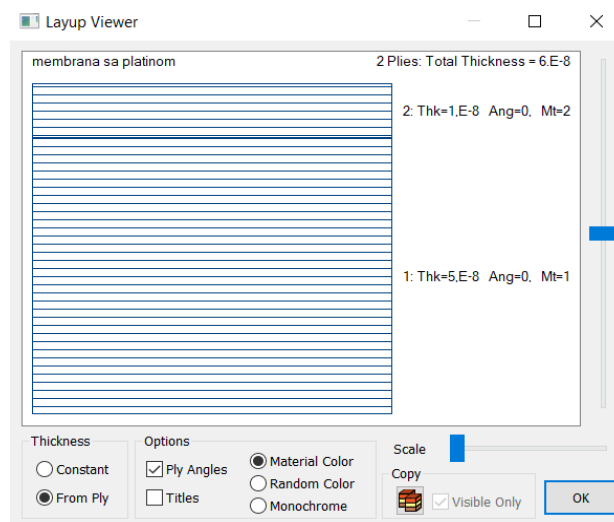 Layup Viewer
membrana sa platinom 2 Plies: Total Thickness = 6.E-8
2: Thk=1,E-8 Ang=0, Mt=2
1: Thk=5,E-8 Ang=0, Mt=1
Thickness
Constant
From Ply
Options
Ply Angles
Titles
Material Color
Random Color
Monochrome
Scale
Copy
Visible Only
OK